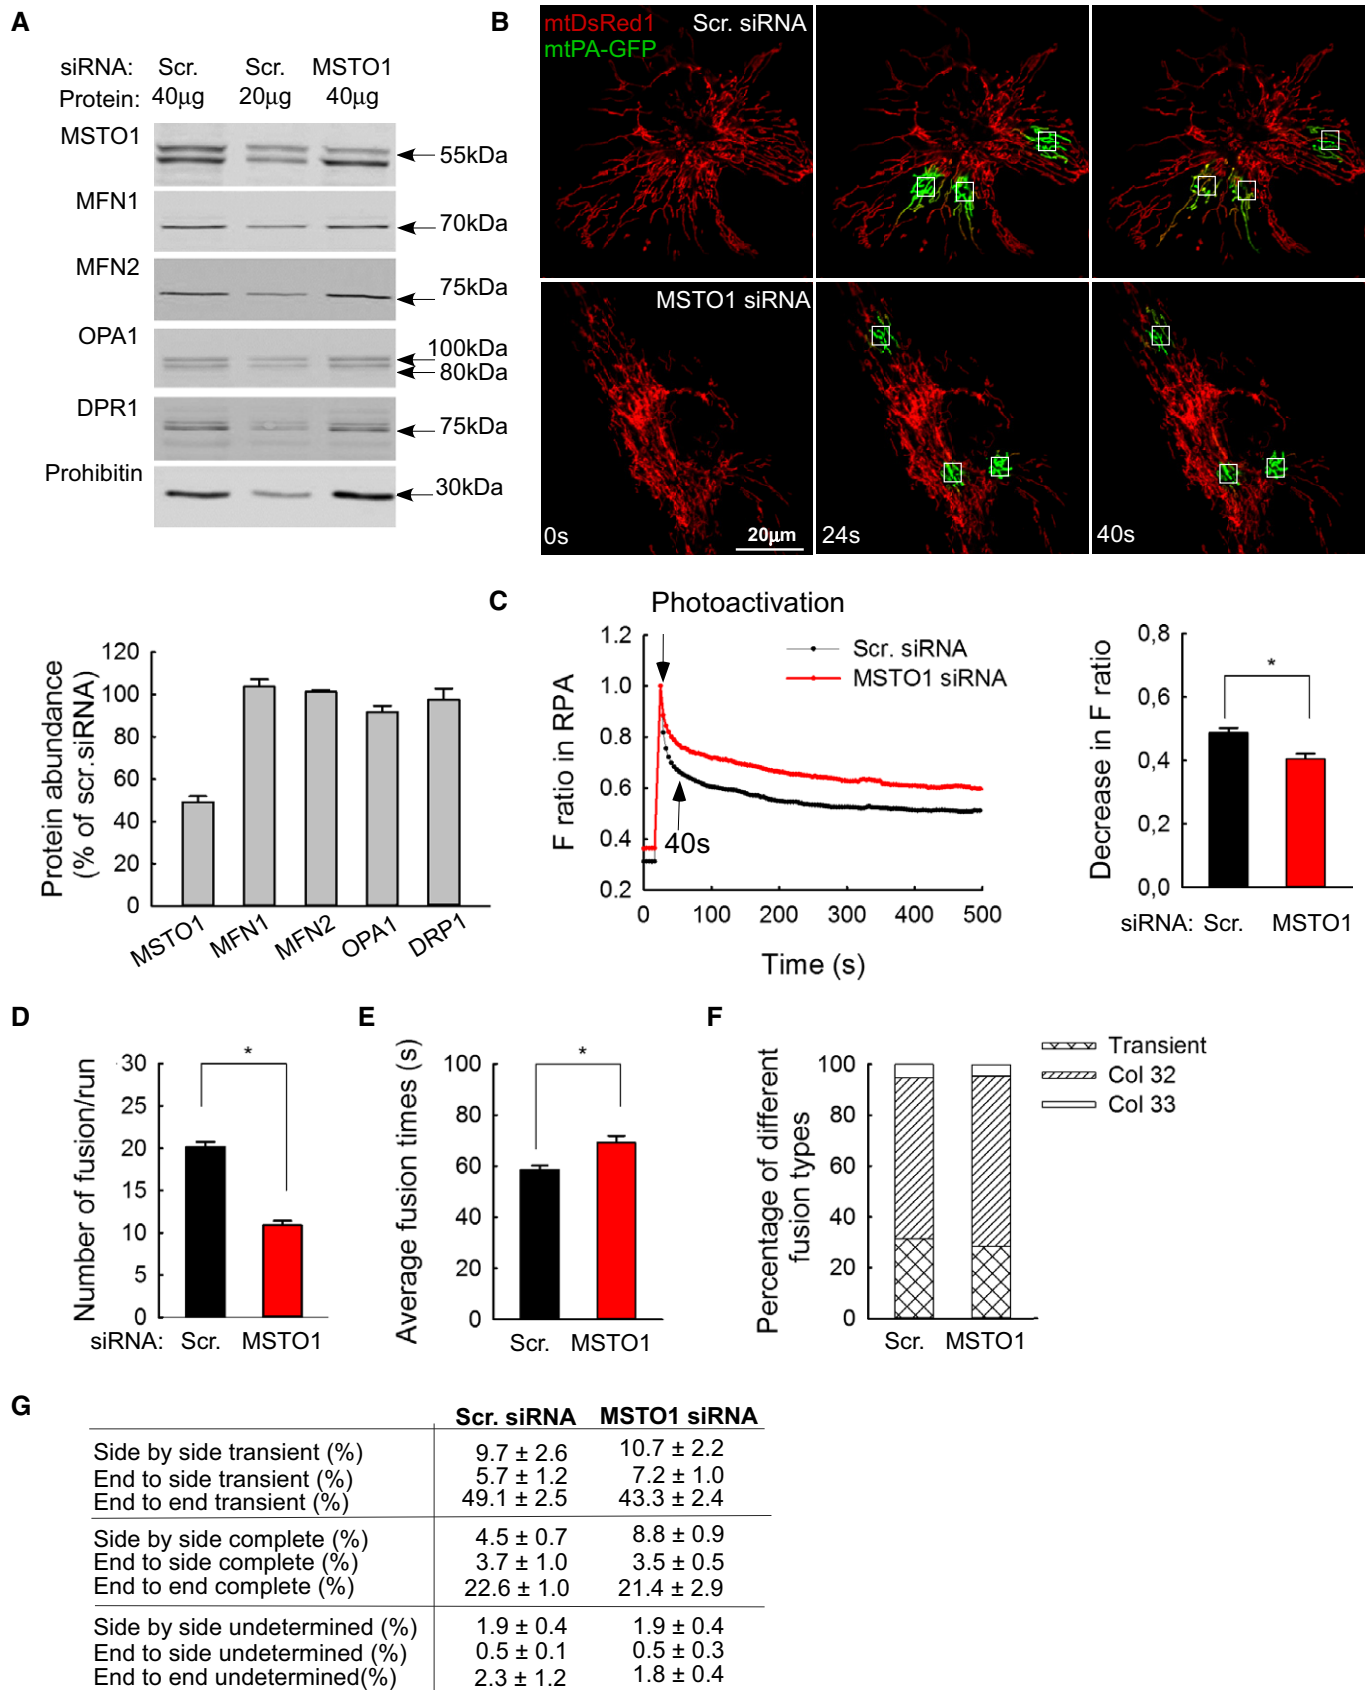 A
siRNA: Scr. Scr. MSTO1
Protein: 40μg 20μg 40μg
MSTO1
55kDa
MFN1
70kDa
MFN2
75kDa
OPA1
100kDa
80kDa
DPR1
75kDa
Prohibitin
30kDa
Protein abundance
(% of scr.siRNA)
120
100
80
60
40
20
0
MSTO1 MFN1 MFN2 OPA1 DRP1
B
mtDsRed1
mtPA-GFP
Scr. siRNA
MSTO1 siRNA
0s
20μm
24s
40s
C
Photoactivation
F ratio in RPA
1.2
1.0
0.8
0.6
0.4
0.2
Scr. siRNA
MSTO1 siRNA
40s
0 100 200 300 400 500
Time (s)
Decrease in F ratio
0,8
0,6
0,4
0,2
0,0
*
siRNA: Scr. MSTO1
D
Number of fusion/run
30
25
20
15
10
5
0
*
siRNA: Scr. MSTO1
E
Average fusion times (s)
100
80
60
40
20
0
*
Scr. MSTO1
F
Percentage of different
fusion types
100
80
60
40
20
0
Scr. MSTO1
Transient
Col 32
Col 33
G
Scr. siRNA MSTO1 siRNA
Side by side transient (%) 9.7 ± 2.6 10.7 ± 2.2
End to side transient (%) 5.7 ± 1.2 7.2 ± 1.0
End to end transient (%) 49.1 ± 2.5 43.3 ± 2.4
Side by side complete (%) 4.5 ± 0.7 8.8 ± 0.9
End to side complete (%) 3.7 ± 1.0 3.5 ± 0.5
End to end complete (%) 22.6 ± 1.0 21.4 ± 2.9
Side by side undetermined (%) 1.9 ± 0.4 1.9 ± 0.4
End to side undetermined (%) 0.5 ± 0.1 0.5 ± 0.3
End to end undetermined(%) 2.3 ± 1.2 1.8 ± 0.4